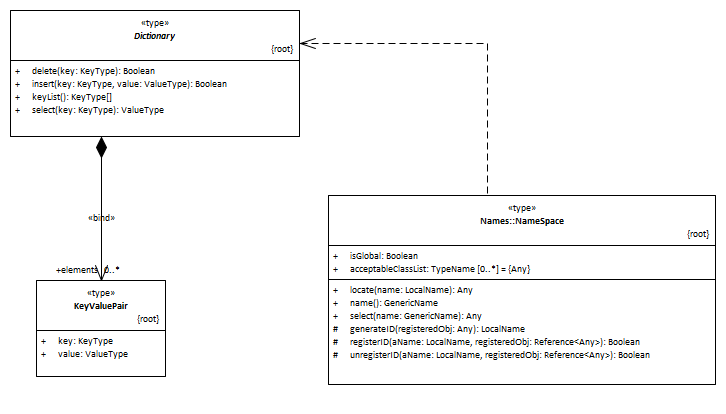 «type»
Dictionary
{root}
+ delete(key: KeyType): Boolean
+ insert(key: KeyType, value: ValueType): Boolean
+ keyList(): KeyType[]
+ select(key: KeyType): ValueType
«bind»
+elements 0..*
«type»
KeyValuePair
{root}
+ key: KeyType
+ value: ValueType
«type»
Names::NameSpace
{root}
+ isGlobal: Boolean
+ acceptableClassList: TypeName [0..*] = {Any}
+ locate(name: LocalName): Any
+ name(): GenericName
+ select(name: GenericName): Any
# generateID(registeredObj: Any): LocalName
# registerID(aName: LocalName, registeredObj: Reference<Any>): Boolean
# unregisterID(aName: LocalName, registeredObj: Reference<Any>): Boolean